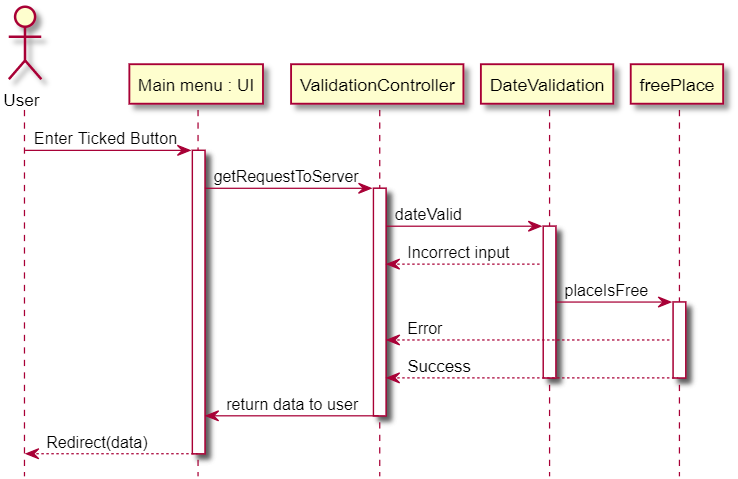 User
Main menu : UI
ValidationController
DateValidation
freePlace
Enter Ticked Button
getRequestToServer
dateValid
Incorrect input
placeIsFree
Error
Success
return data to user
Redirect(data)